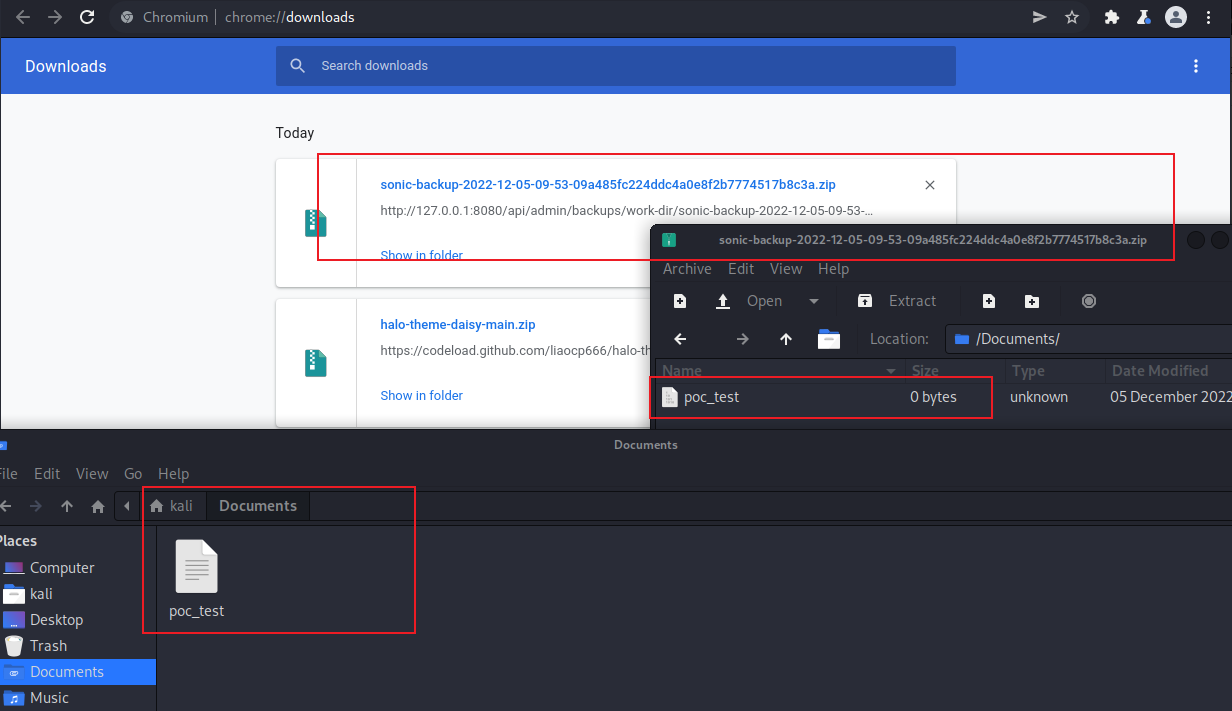 Chromium | chrome://downloads
Downloads
Search downloads
Today
sonic-backup-2022-12-05-09-53-09a485fc224ddc4a0e8f2b7774517b8c3a.zip
http://127.0.0.1:8080/api/admin/backups/work-dir/sonic-backup-2022-12-05-09-53-…
Show in folder
halo-theme-daisy-main.zip
https://codeload.github.com/liaocp666/halo-th
Show in folder
sonic-backup-2022-12-05-09-53-09a485fc224ddc4a0e8f2b7774517b8c3a.zip
Archive Edit View Help
Open Extract
Location: /Documents/
Name Size Type Date Modified
poc_test 0 bytes unknown 05 December 2022
Documents
File Edit View Go Help
kali Documents
Places
Computer
kali
Desktop
Trash
Documents
Music
poc_test